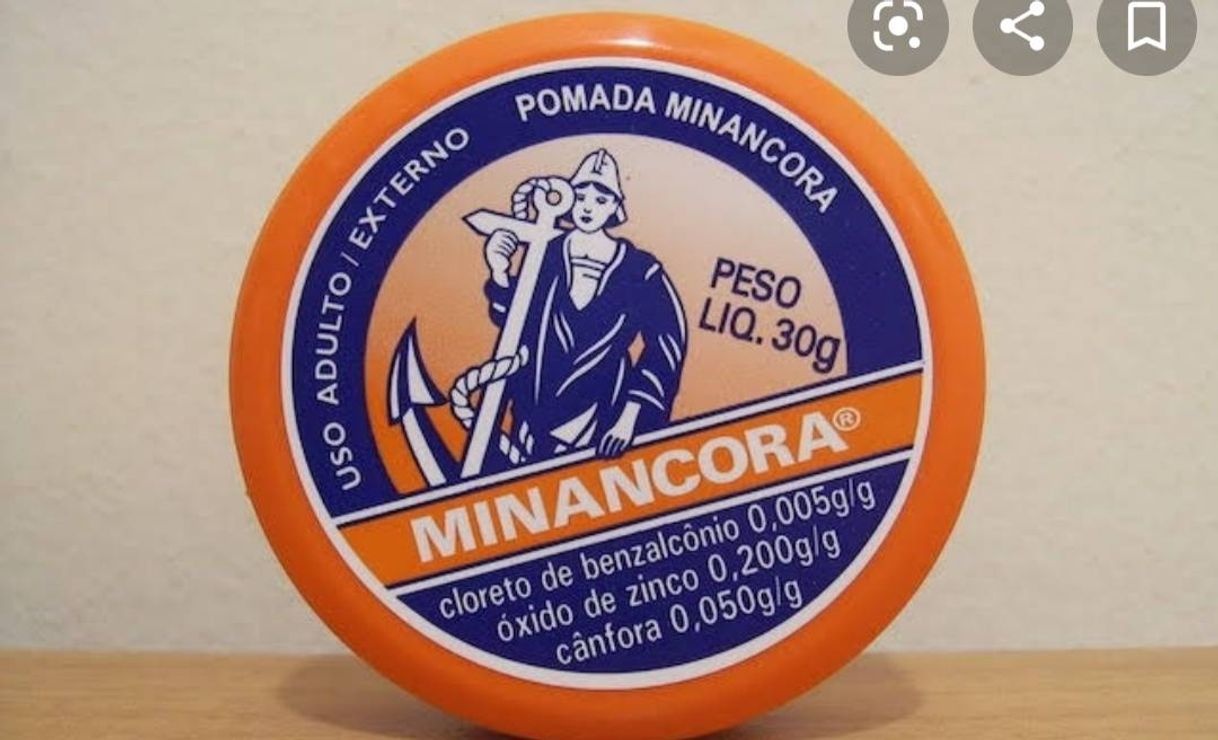 USO ADULTO / EXTERNO
POMADA MINANCORA
PESO
LIQ. 30g
MINANCORA®
cloreto de benzalcônio 0,005g/g
óxido de zinco 0,200g/g
cânfora 0,050g/g